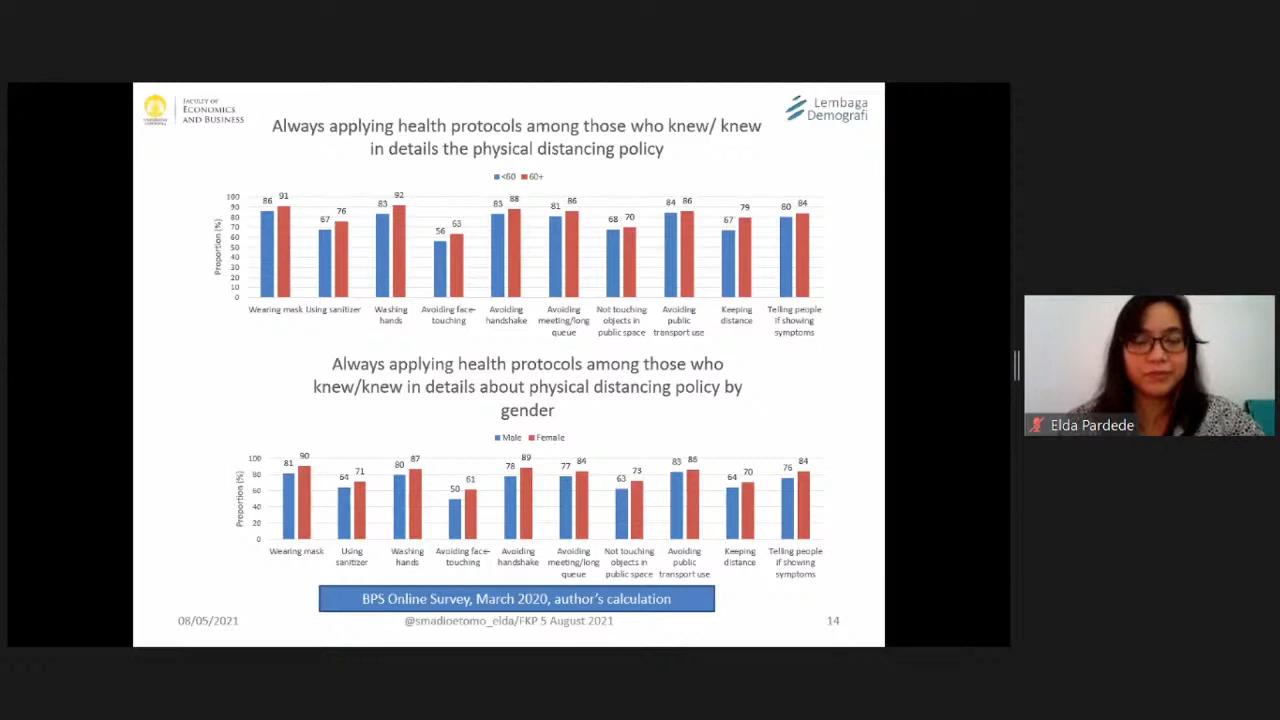 FACULTY OF
ECONOMICS
AND BUSINESS
Lembaga
Demografi
Always applying health protocols among those who knew/ knew
in details the physical distancing policy
<60 60+
Proportion (%)
100
90
80
70
60
50
40
30
20
10
0
86 91 67 76 83 92 56 63 83 88 81 86 68 70 84 86 67 79 80 84
Wearing mask Using sanitizer Washing Avoiding face- Avoiding Avoiding Not touching Avoiding Keeping Telling people
hands touching handshake meeting/long objects in public distance if showing
queue public space transport use symptoms
Always applying health protocols among those who
knew/knew in details about physical distancing policy by
gender
Male Female
Proportion (%)
100
80
60
40
20
0
81 90 64 71 80 87 50 61 78 89 77 84 63 73 83 86 64 70 76 84
Wearing mask Using Washing Avoiding face- Avoiding Avoiding Not touching Avoiding Keeping Telling people
sanitizer hands touching handshake meeting/long objects in public distance if showing
queue public space transport use symptoms
BPS Online Survey, March 2020, author's calculation
08/05/2021 @smadioetomo_elda/FKP 5 August 2021 14
Elda Pardede